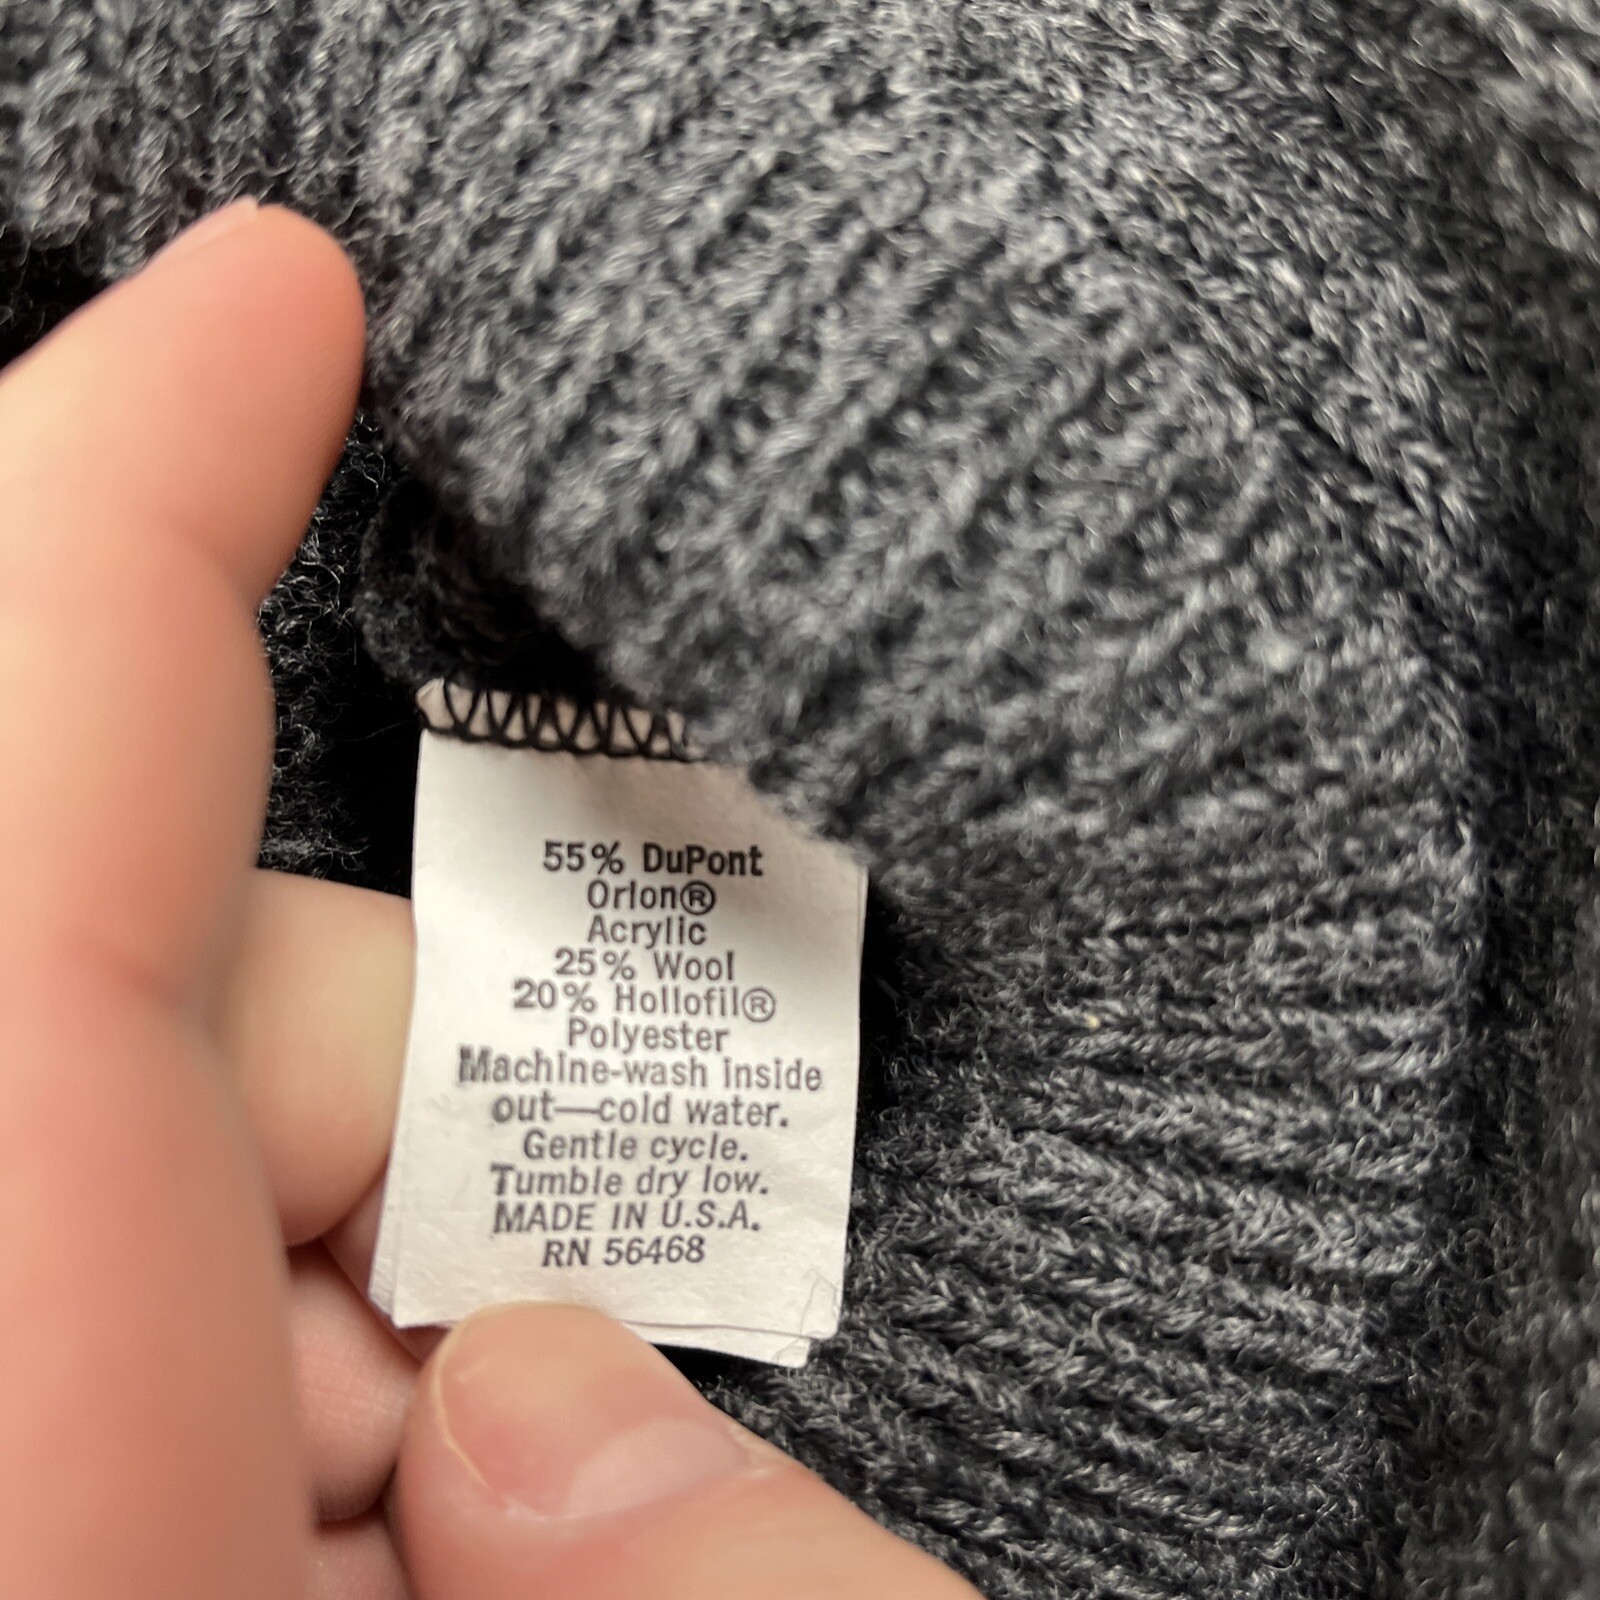 55% DuPont
Orlon®
Acrylic
25% Wool
20% Hollofil®
Polyester
Machine-wash inside
out—cold water.
Gentle cycle.
Tumble dry low.
MADE IN U.S.A.
RN 56468